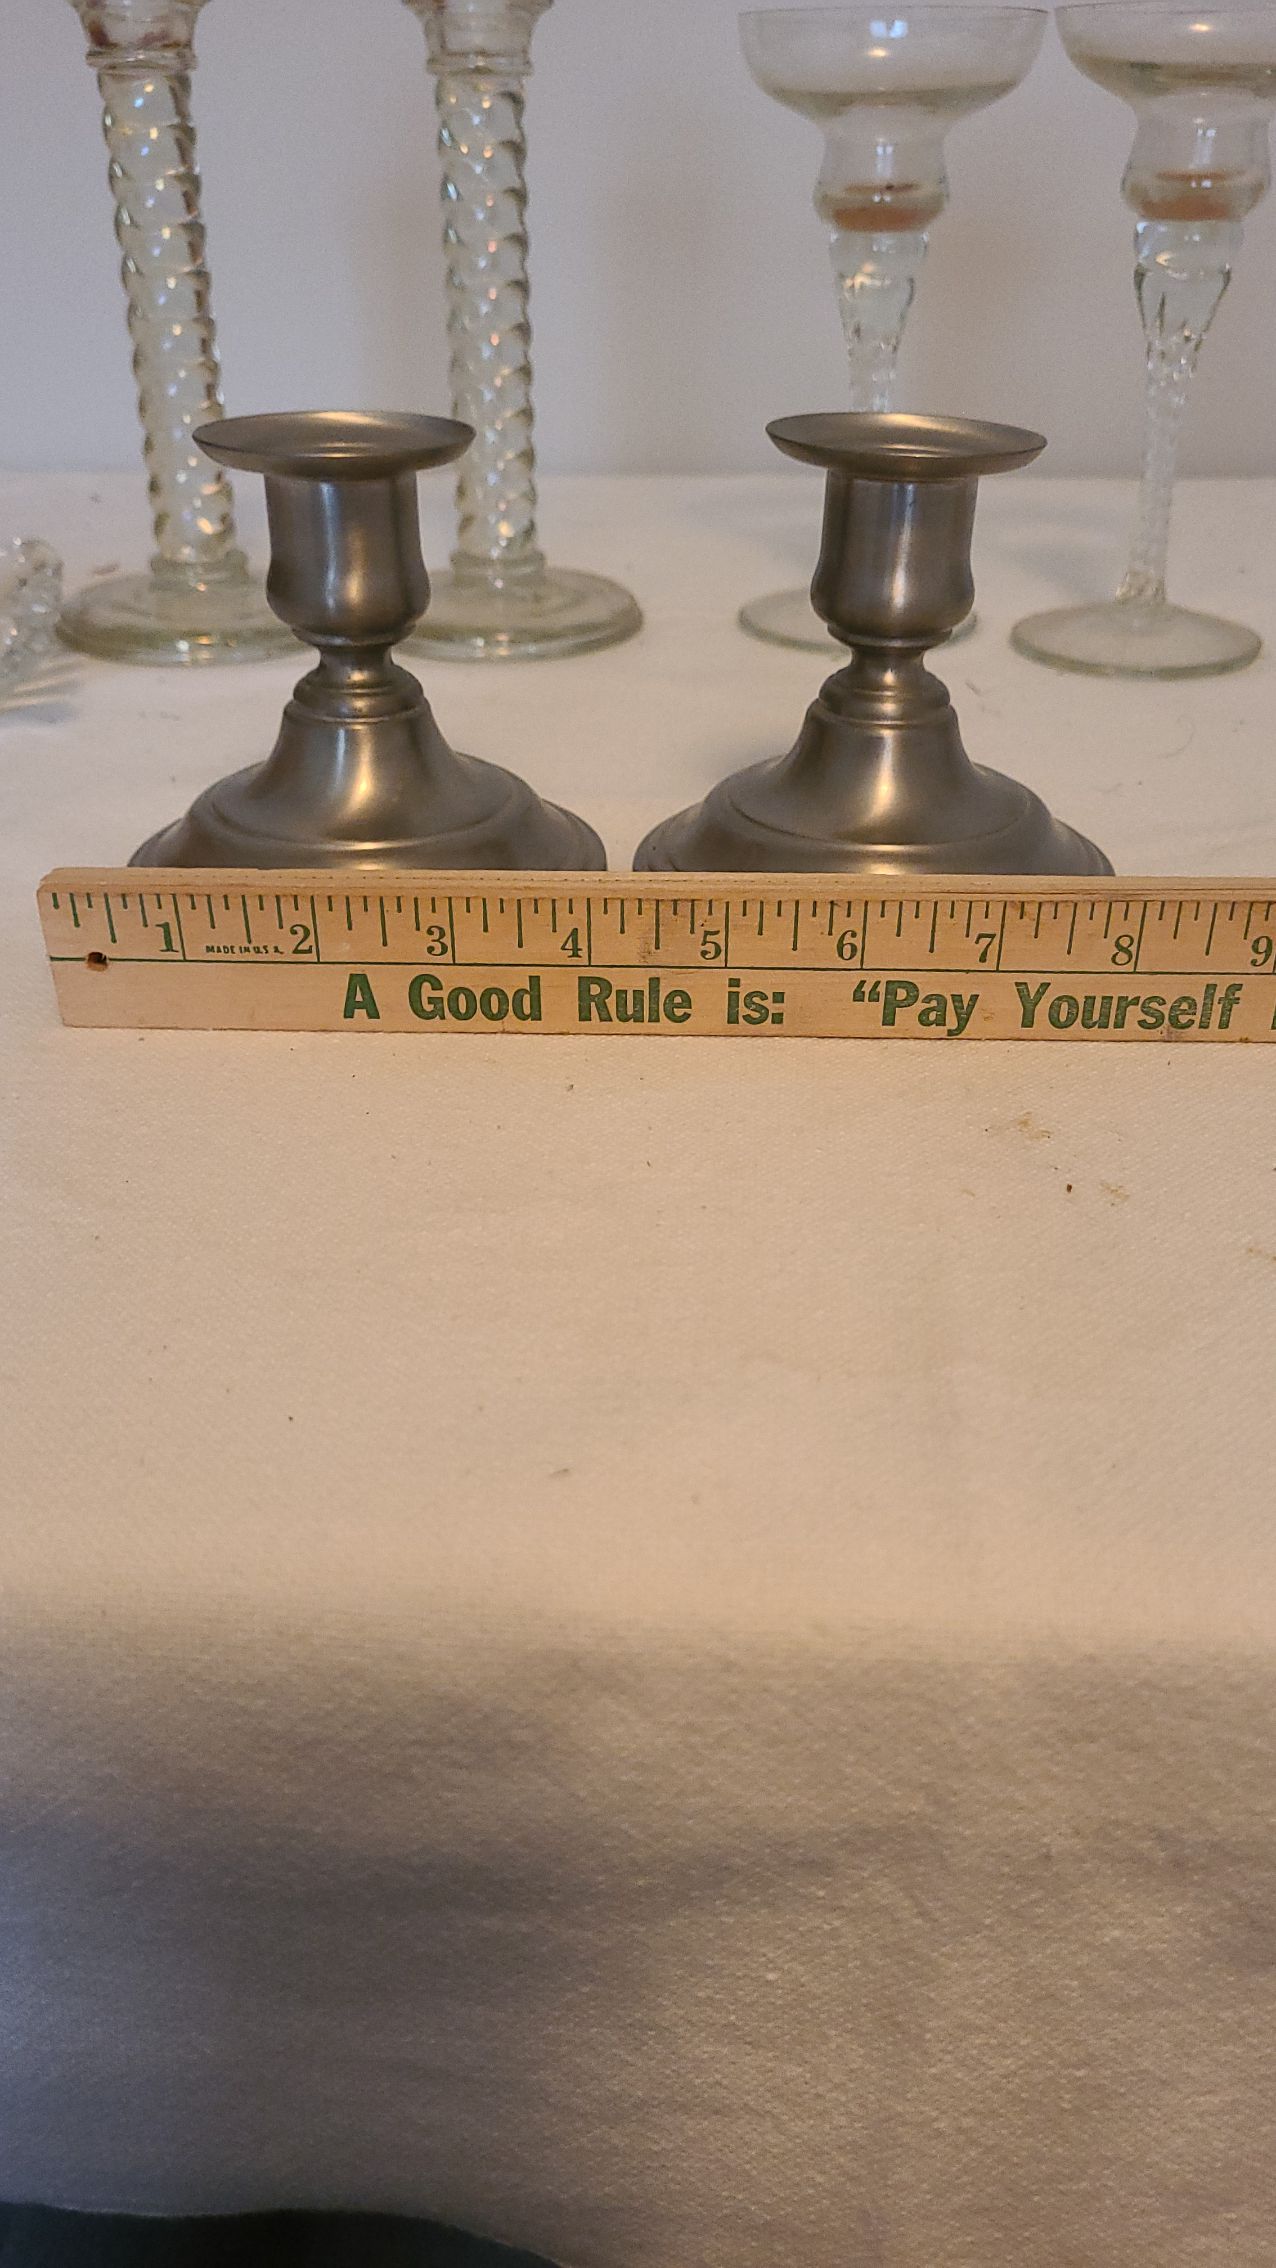 1 MADE IN U.S.A. 2 3 4 5 6 7 8 9
A Good Rule is: "Pay Yourself